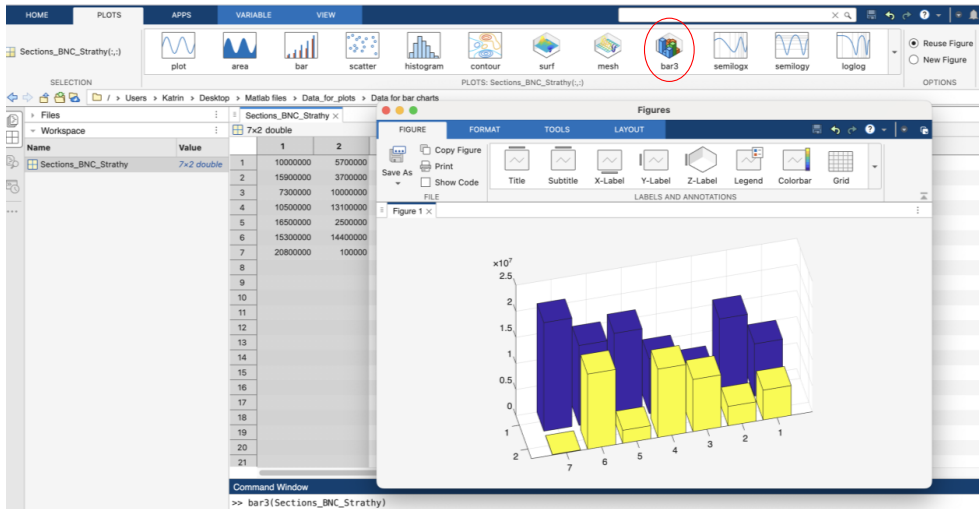 HOME PLOTS APPS VARIABLE VIEW
Sections_BNC_Strathy(:,:)
plot area bar scatter histogram contour surf mesh bar3 semilogx semilogy loglog
Reuse Figure
New Figure
SELECTION PLOTS: Sections_BNC_Strathy(:,:) OPTIONS
/ › Users › Katrin › Desktop › Matlab files › Data_for_plots › Data for bar charts
Files
Workspace
Name Value
Sections_BNC_Strathy 7×2 double
Sections_BNC_Strathy ×
7×2 double
1 2
1 10000000 5700000
2 15900000 3700000
3 7300000 10000000
4 10500000 13100000
5 16500000 2500000
6 15300000 14400000
7 20800000 100000
8
9
10
11
12
13
14
15
16
17
18
19
20
21
Figures
FIGURE FORMAT TOOLS LAYOUT
Save As
Copy Figure
Print
Show Code
Title Subtitle X-Label Y-Label Z-Label Legend Colorbar Grid
FILE LABELS AND ANNOTATIONS
Figure 1 ×
×10⁷
2.5
2
1.5
1
0.5
0
1
2
7 6 5 4 3 2 1
Command Window
>> bar3(Sections_BNC_Strathy)